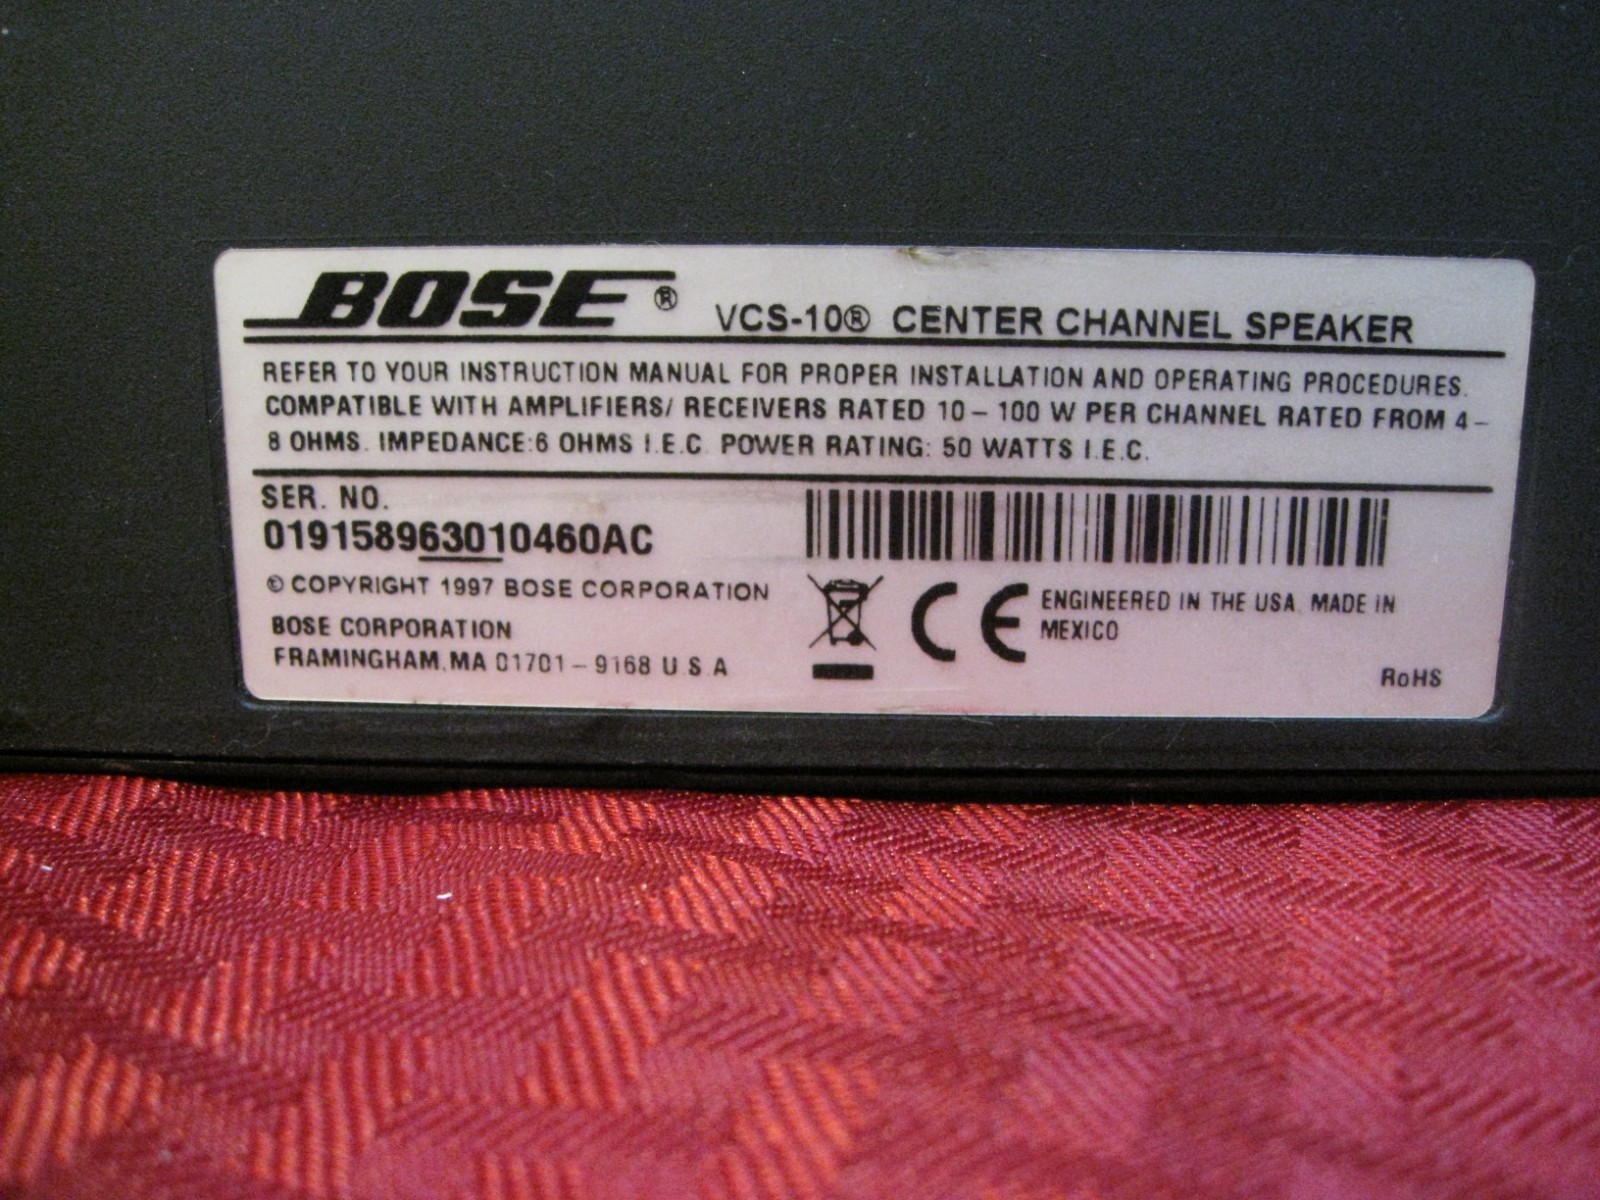 BOSE® VCS-10® CENTER CHANNEL SPEAKER
REFER TO YOUR INSTRUCTION MANUAL FOR PROPER INSTALLATION AND OPERATING PROCEDURES.
COMPATIBLE WITH AMPLIFIERS/ RECEIVERS RATED 10 – 100 W PER CHANNEL RATED FROM 4 –
8 OHMS. IMPEDANCE:6 OHMS I.E.C. POWER RATING: 50 WATTS I.E.C.
SER. NO.
019158963010460AC
© COPYRIGHT 1997 BOSE CORPORATION
BOSE CORPORATION
FRAMINGHAM,MA 01701 – 9168 U.S.A
CE
ENGINEERED IN THE USA. MADE IN
MEXICO
RoHS